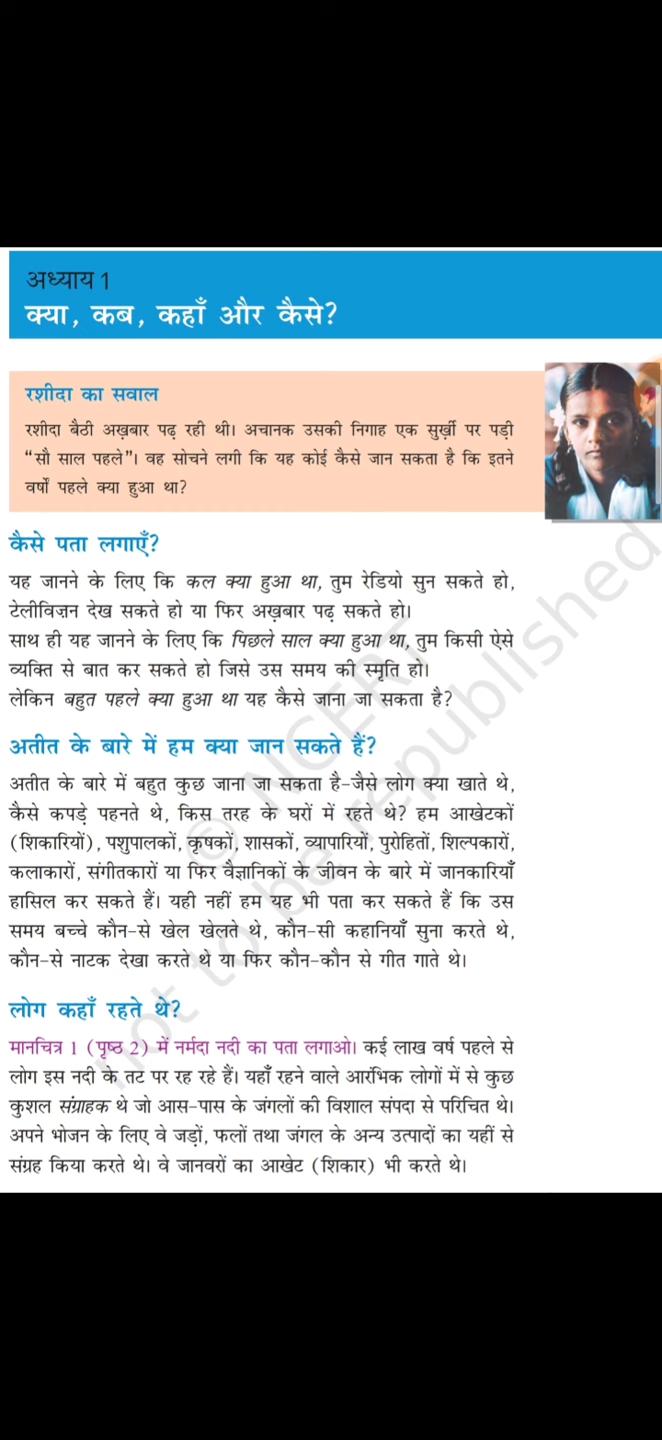 अध्याय 1
क्या, कब, कहाँ और कैसे?
रशीदा का सवाल
रशीदा बैठी अख़बार पढ़ रही थी। अचानक उसकी निगाह एक सुर्ख़ी पर पड़ी
“सौ साल पहले”। वह सोचने लगी कि यह कोई कैसे जान सकता है कि इतने
वर्षों पहले क्या हुआ था?
कैसे पता लगाएँ?
यह जानने के लिए कि कल क्या हुआ था, तुम रेडियो सुन सकते हो,
टेलीविज़न देख सकते हो या फिर अख़बार पढ़ सकते हो।
साथ ही यह जानने के लिए कि पिछले साल क्या हुआ था, तुम किसी ऐसे
व्यक्ति से बात कर सकते हो जिसे उस समय की स्मृति हो।
लेकिन बहुत पहले क्या हुआ था यह कैसे जाना जा सकता है?
अतीत के बारे में हम क्या जान सकते हैं?
अतीत के बारे में बहुत कुछ जाना जा सकता है-जैसे लोग क्या खाते थे,
कैसे कपड़े पहनते थे, किस तरह के घरों में रहते थे? हम आखेटकों
(शिकारियों), पशुपालकों, कृषकों, शासकों, व्यापारियों, पुरोहितों, शिल्पकारों,
कलाकारों, संगीतकारों या फिर वैज्ञानिकों के जीवन के बारे में जानकारियाँ
हासिल कर सकते हैं। यही नहीं हम यह भी पता कर सकते हैं कि उस
समय बच्चे कौन-से खेल खेलते थे, कौन-सी कहानियाँ सुना करते थे,
कौन-से नाटक देखा करते थे या फिर कौन-कौन से गीत गाते थे।
लोग कहाँ रहते थे?
मानचित्र 1 (पृष्ठ 2) में नर्मदा नदी का पता लगाओ। कई लाख वर्ष पहले से
लोग इस नदी के तट पर रह रहे हैं। यहाँ रहने वाले आरंभिक लोगों में से कुछ
कुशल संग्राहक थे जो आस-पास के जंगलों की विशाल संपदा से परिचित थे।
अपने भोजन के लिए वे जड़ों, फलों तथा जंगल के अन्य उत्पादों का यहीं से
संग्रह किया करते थे। वे जानवरों का आखेट (शिकार) भी करते थे।
© NCERT
not to be republished